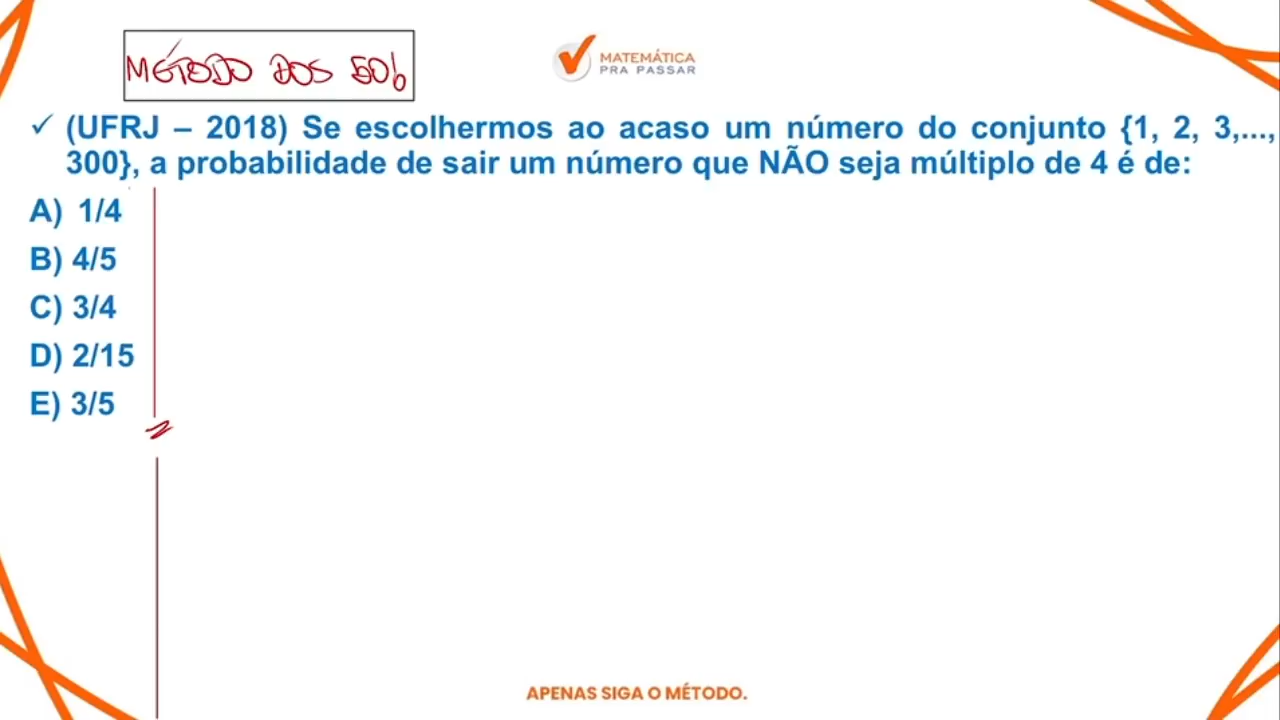 MÉTODO DOS 50%
MATEMÁTICA
PRA PASSAR
✓ (UFRJ – 2018) Se escolhermos ao acaso um número do conjunto {1, 2, 3,...,
300}, a probabilidade de sair um número que NÃO seja múltiplo de 4 é de:
A) 1/4
B) 4/5
C) 3/4
D) 2/15
E) 3/5
APENAS SIGA O MÉTODO.